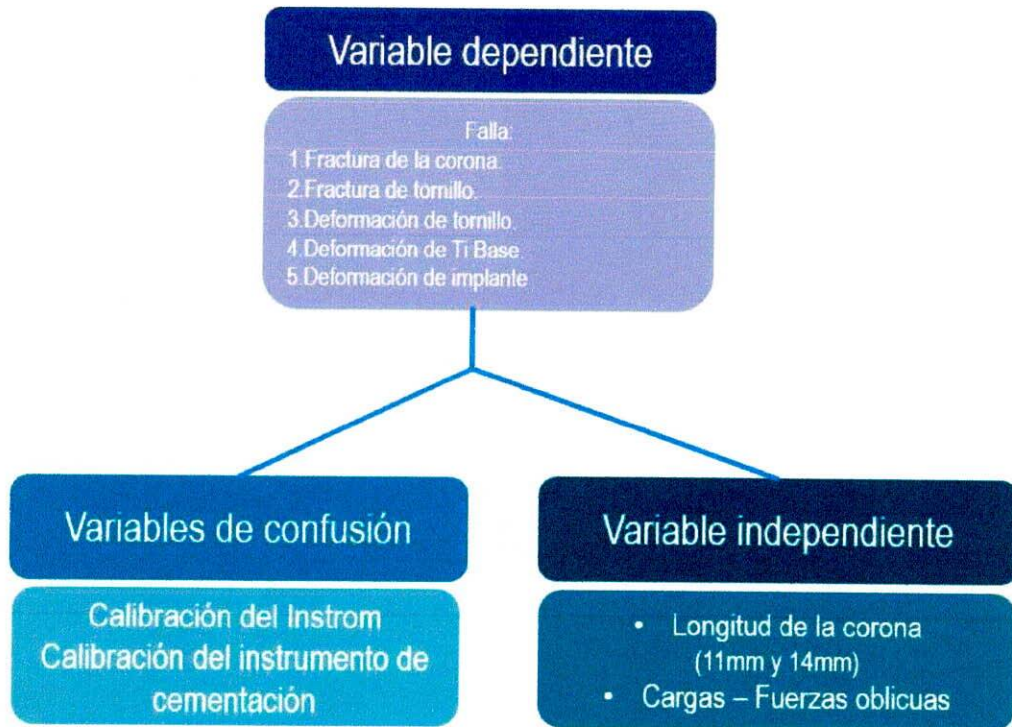 Variable dependiente
Falla:
1.Fractura de la corona.
2.Fractura de tornillo.
3.Deformación de tornillo.
4.Deformación de Ti Base.
5.Deformación de implante
Variables de confusión
Calibración del Instrom
Calibración del instrumento de
cementación
Variable independiente
• Longitud de la corona
(11mm y 14mm)
• Cargas – Fuerzas oblicuas